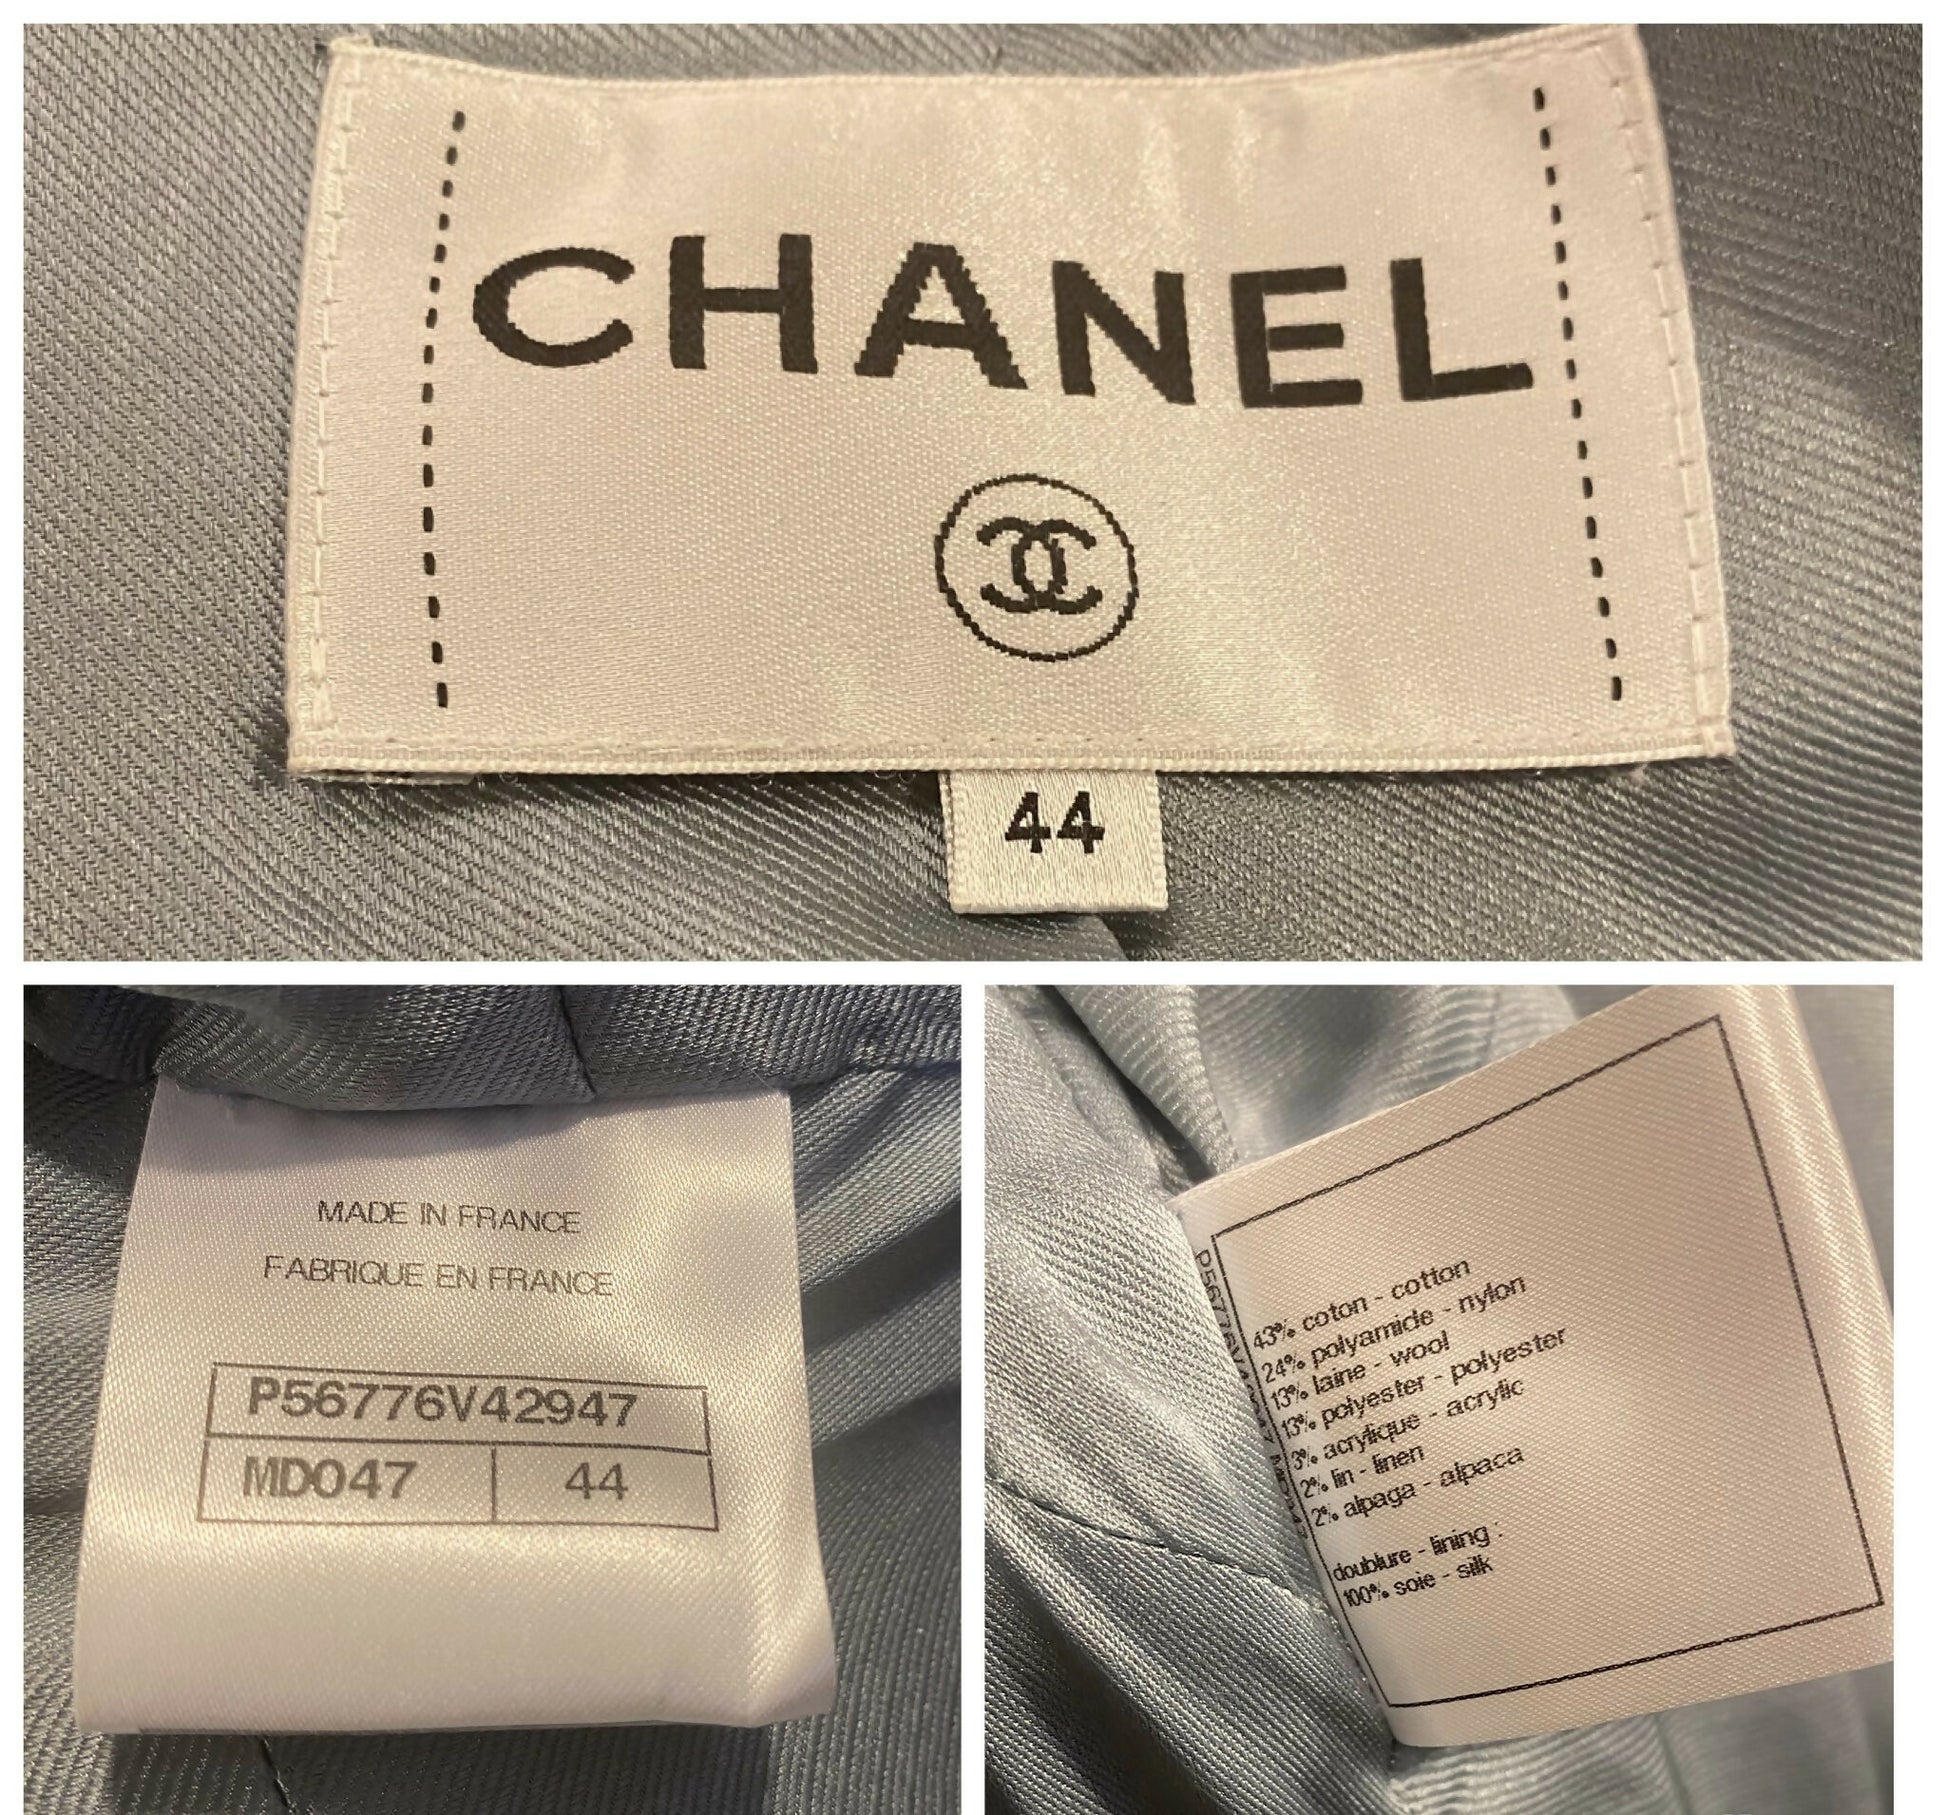 CHANEL
44
MADE IN FRANCE
FABRIQUE EN FRANCE
P56776V42947
MD047
44
43% coton - cotton
24% polyamide - nylon
13% laine - wool
13% polyester - polyester
3% acrylique - acrylic
2% lin - linen
2% alpaga - alpaca
doublure - lining :
100% soie - silk